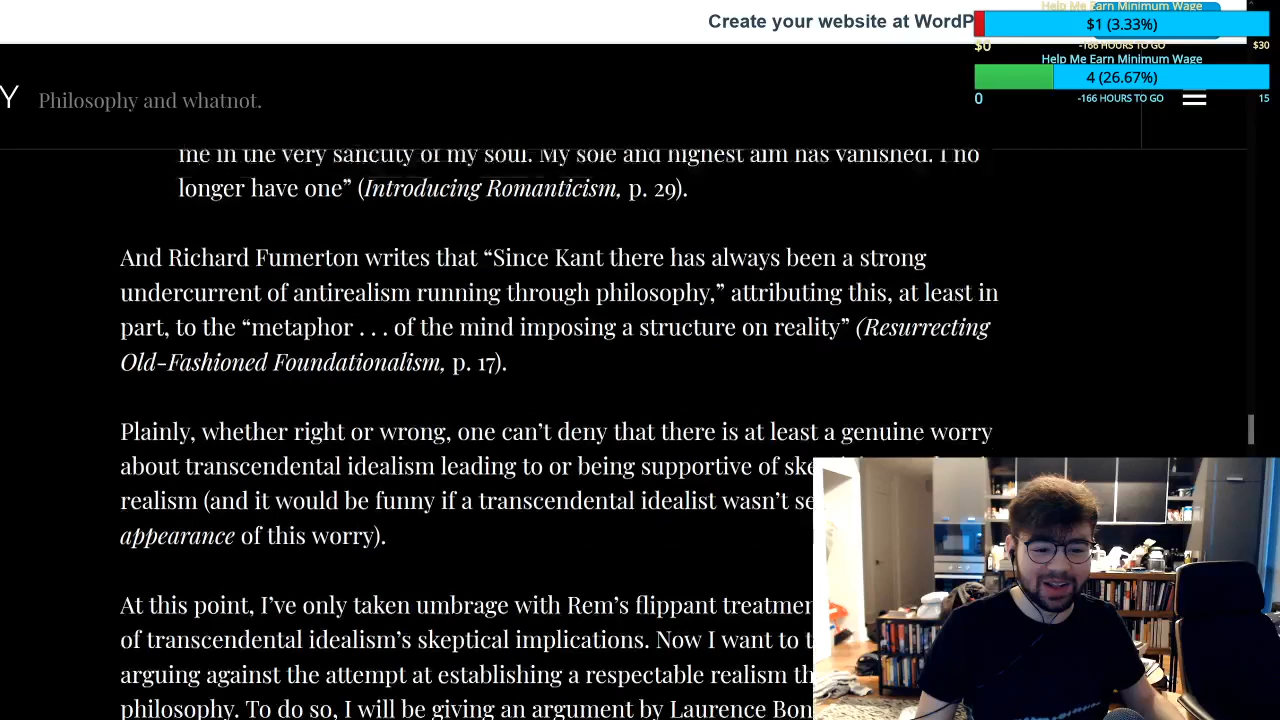 Create your website at WordP
Help Me Earn Minimum Wage
$1 (3.33%)
$0
-166 HOURS TO GO
$30
Help Me Earn Minimum Wage
4 (26.67%)
0
-166 HOURS TO GO
15
Y Philosophy and whatnot.
me in the very sanctity of my soul. My sole and highest aim has vanished. I no
longer have one” (Introducing Romanticism, p. 29).
And Richard Fumerton writes that “Since Kant there has always been a strong
undercurrent of antirealism running through philosophy,” attributing this, at least in
part, to the “metaphor . . . of the mind imposing a structure on reality” (Resurrecting
Old-Fashioned Foundationalism, p. 17).
Plainly, whether right or wrong, one can’t deny that there is at least a genuine worry
about transcendental idealism leading to or being supportive of ske
realism (and it would be funny if a transcendental idealist wasn’t se
appearance of this worry).
At this point, I’ve only taken umbrage with Rem’s flippant treatmen
of transcendental idealism’s skeptical implications. Now I want to t
arguing against the attempt at establishing a respectable realism th
philosophy. To do so, I will be giving an argument by Laurence Bon